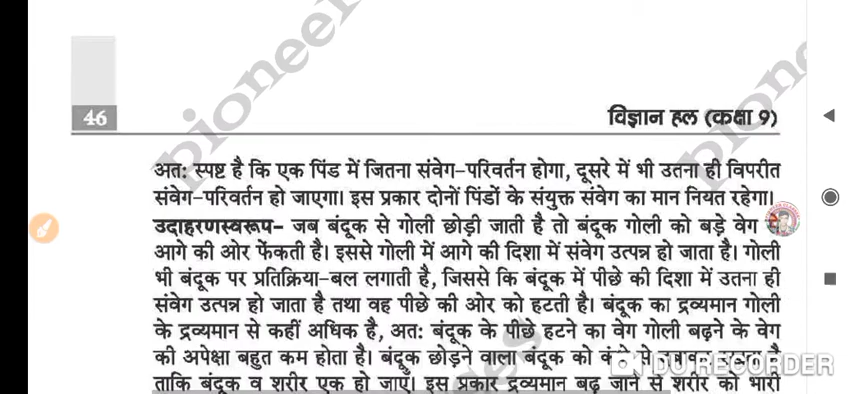 46
विज्ञान हल (कक्षा 9)
अतः स्पष्ट है कि एक पिंड में जितना संवेग-परिवर्तन होगा, दूसरे में भी उतना ही विपरीत
संवेग-परिवर्तन हो जाएगा। इस प्रकार दोनों पिंडों के संयुक्त संवेग का मान नियत रहेगा।
उदाहरणस्वरूप- जब बंदूक से गोली छोड़ी जाती है तो बंदूक गोली को बड़े वेग
आगे की ओर फेंकती है। इससे गोली में आगे की दिशा में संवेग उत्पन्न हो जाता है। गोली
भी बंदूक पर प्रतिक्रिया-बल लगाती है, जिससे कि बंदूक में पीछे की दिशा में उतना ही
संवेग उत्पन्न हो जाता है तथा वह पीछे की ओर को हटती है। बंदूक का द्रव्यमान गोली
के द्रव्यमान से कहीं अधिक है, अतः बंदूक के पीछे हटने का वेग गोली बढ़ने के वेग
की अपेक्षा बहुत कम होता है। बंदूक छोड़ने वाला बंदूक को से है
ताकि बंदूक व शरीर एक हो जाएँ। इस प्रकार द्रव्यमान बढ़ जाने से शरीर को भारी
DU RECORDER
pioneer